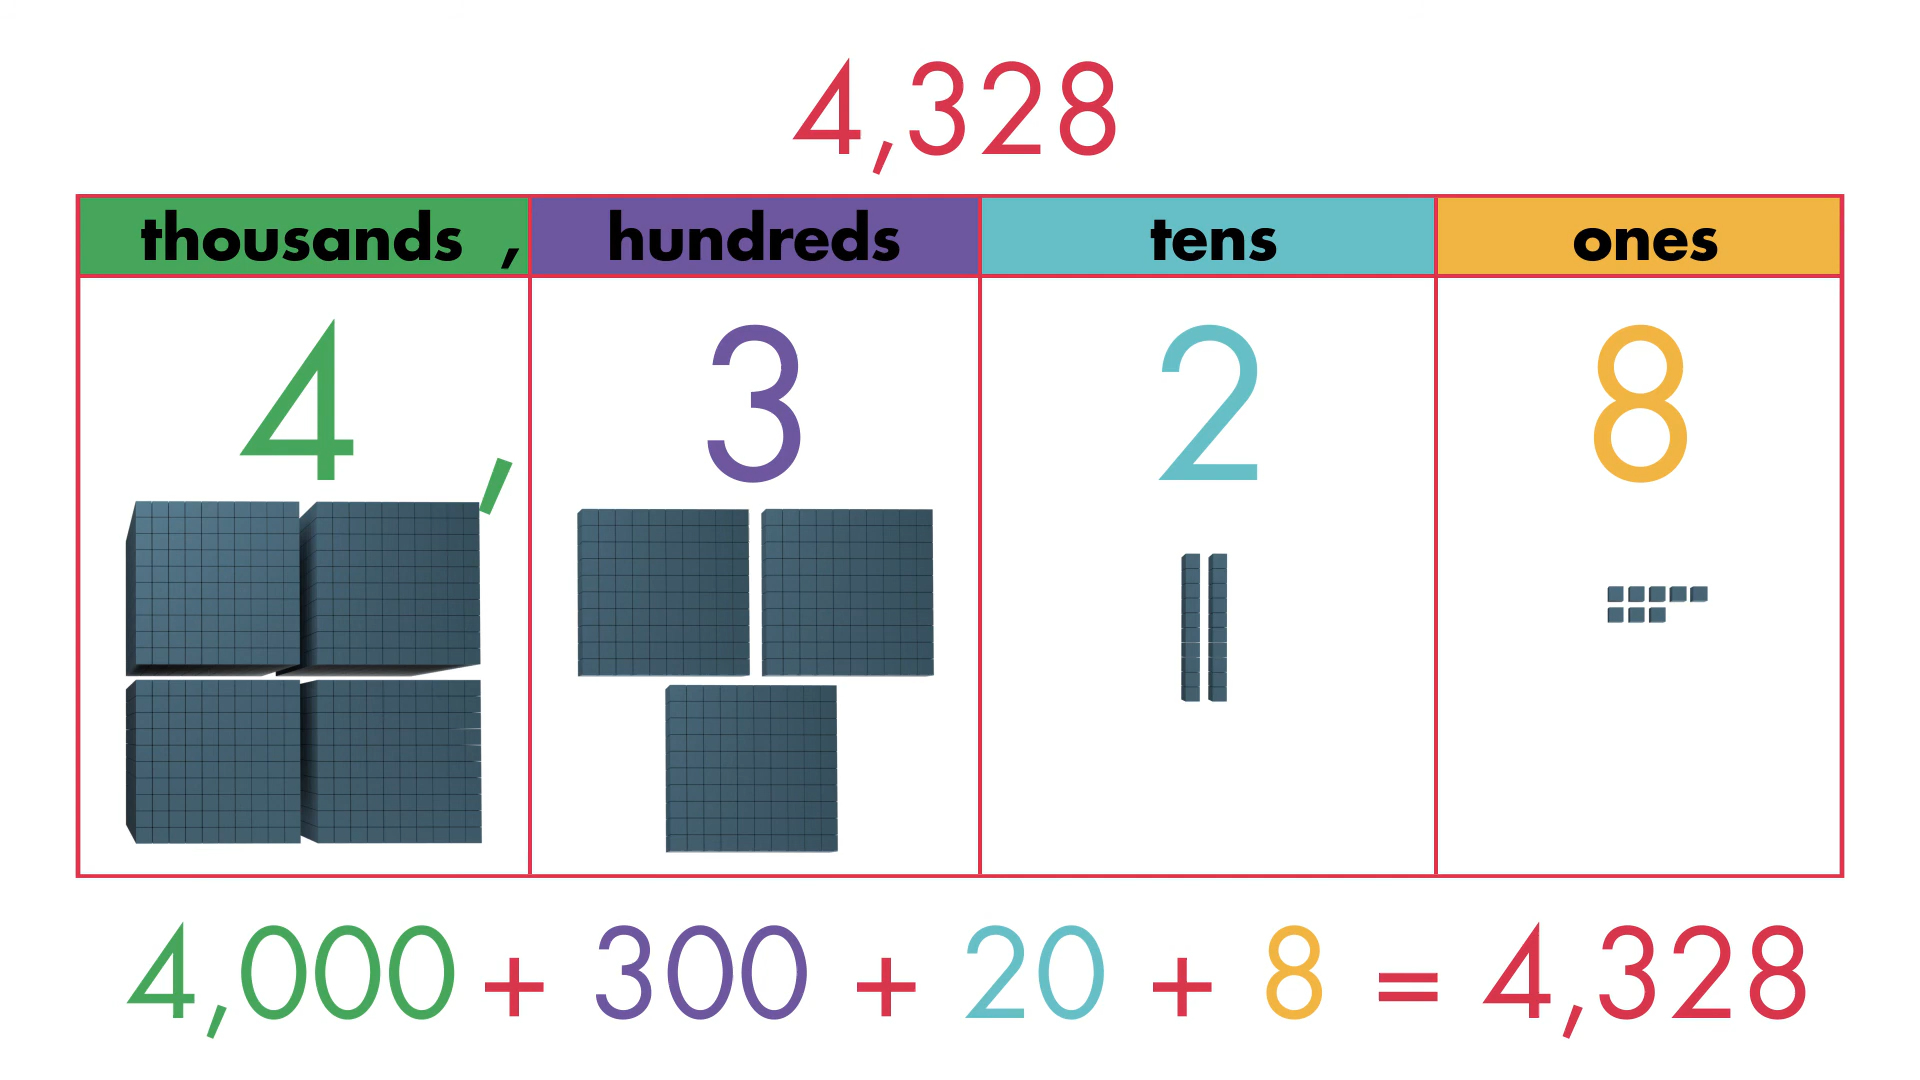 4,328
thousands , hundreds tens ones
4, 3 2 8
4,000 + 300 + 20 + 8 = 4,328